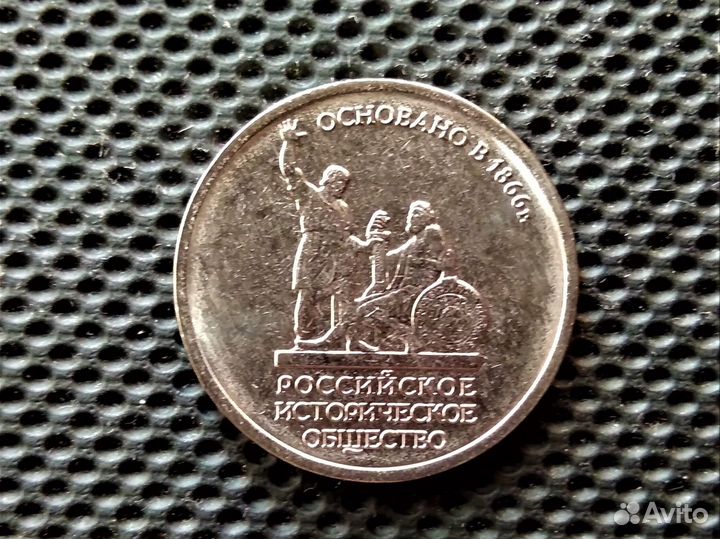 ОСНОВАНО В 1866г.
РОССИЙСКОЕ
ИСТОРИЧЕСКОЕ
ОБЩЕСТВО
Avito